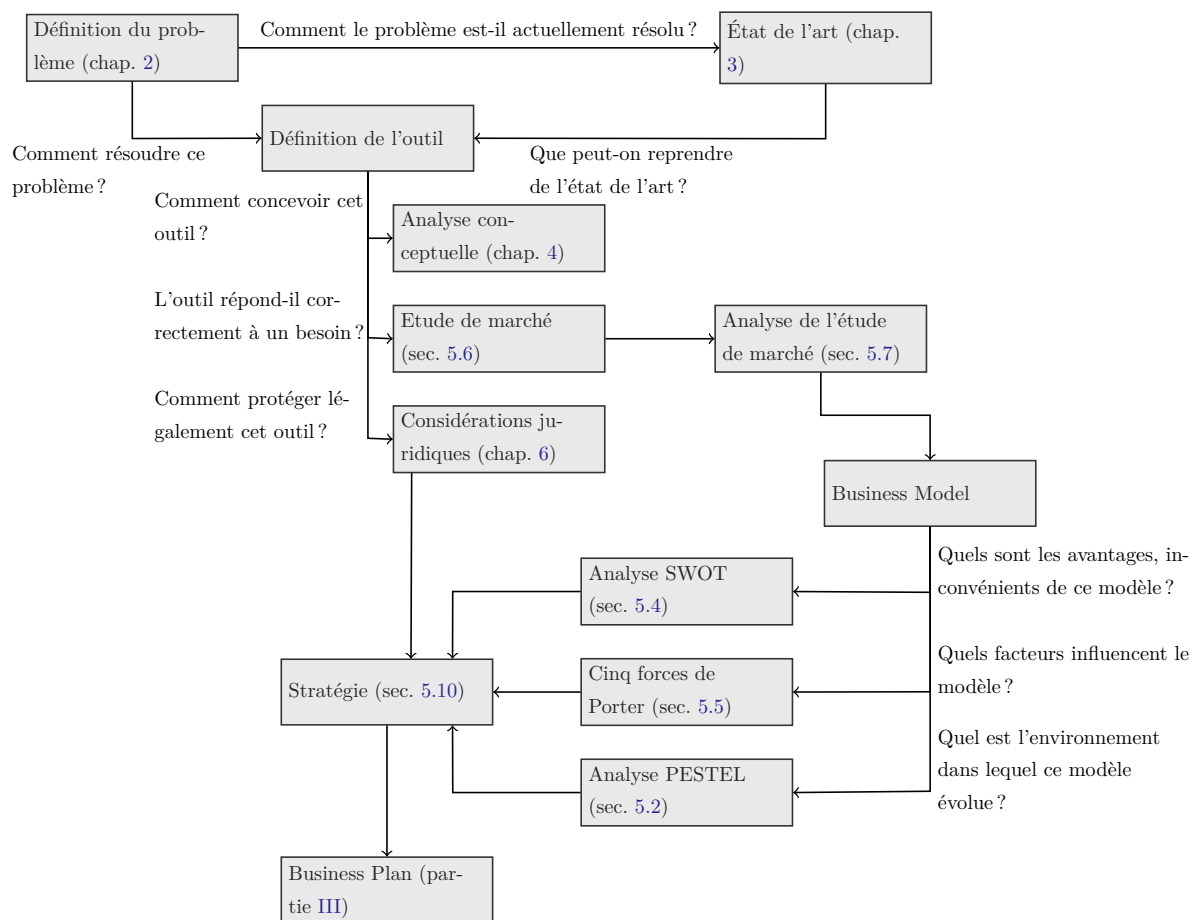 Définition du prob-
lème (chap. 2)
Comment le problème est-il actuellement résolu ?
État de l'art (chap.
3)
Définition de l'outil
Comment résoudre ce
problème ?
Que peut-on reprendre
de l'état de l'art ?
Comment concevoir cet
outil ?
Analyse con-
ceptuelle (chap. 4)
L'outil répond-il cor-
rectement à un besoin ?
Etude de marché
(sec. 5.6)
Analyse de l'étude
de marché (sec. 5.7)
Comment protéger lé-
galement cet outil ?
Considérations ju-
ridiques (chap. 6)
Business Model
Quels sont les avantages, in-
convénients de ce modèle ?
Analyse SWOT
(sec. 5.4)
Quels facteurs influencent le
modèle ?
Cinq forces de
Porter (sec. 5.5)
Stratégie (sec. 5.10)
Quel est l'environnement
dans lequel ce modèle
évolue ?
Analyse PESTEL
(sec. 5.2)
Business Plan (par-
tie III)